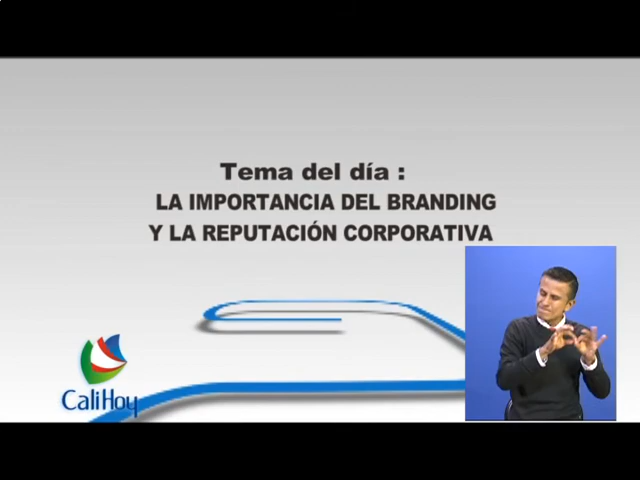 Tema del día :
LA IMPORTANCIA DEL BRANDING
Y LA REPUTACIÓN CORPORATIVA
CaliHoy